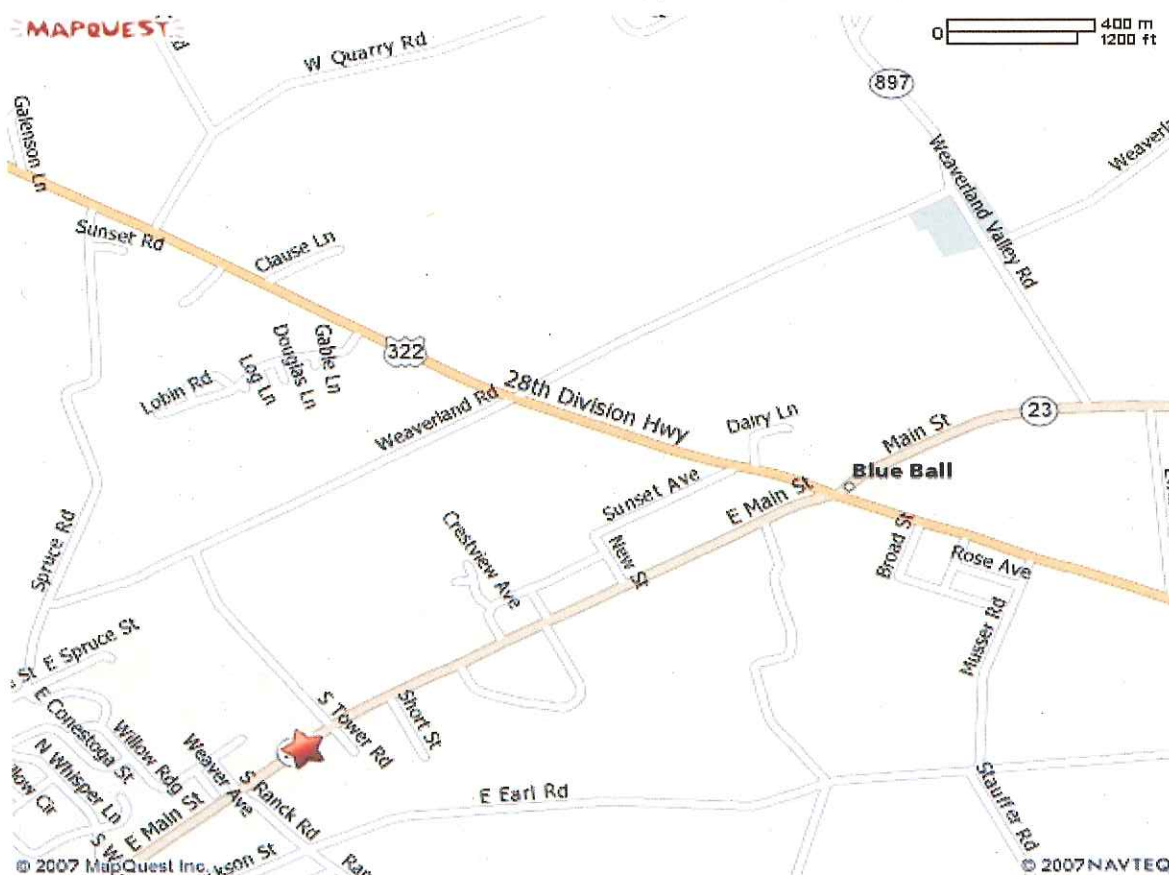 MAPQUEST
Rd
W Quarry Rd
0
400 m
1200 ft
897
Galenson Ln
Weaverland Valley Rd
Sunset Rd
Clause Ln
322
Gable Ln
Douglas Ln
Log Ln
Lobin Rd
28th Division Hwy
Weaverland Rd
Dairy Ln
Main St
23
Blue Ball
Sunset Ave
E Main St
Crestview Ave
New St
Broad St
Rose Ave
Spruce Rd
Musser Rd
E Spruce St
St
E Conestoga St
Willow Rdg
N Whisper Ln
Weaver Ave
S Tower Rd
Short St
S Ranck Rd
E Main St
E Earl Rd
Stauffer Rd
© 2007 MapQuest Inc.
© 2007 NAVTEQ